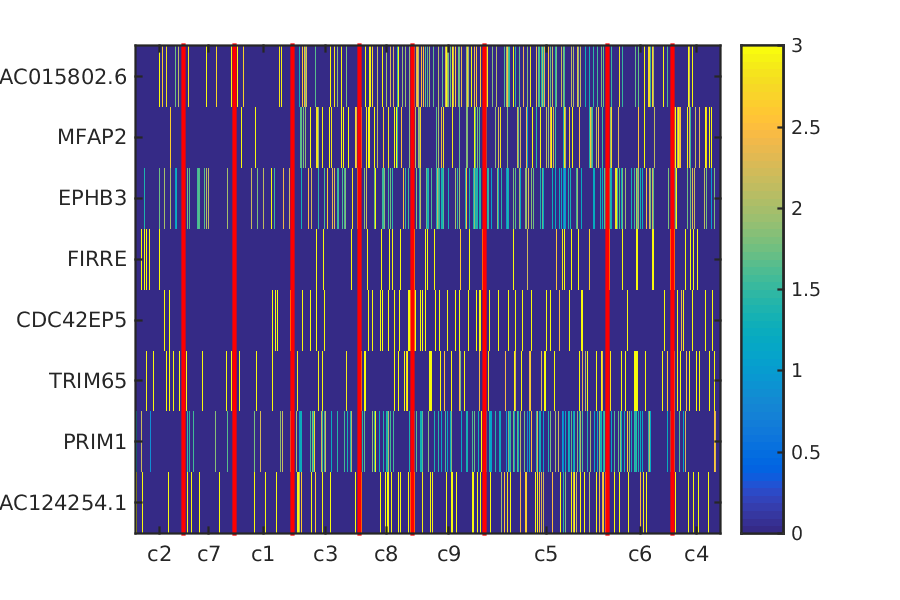 AC015802.6
MFAP2
EPHB3
FIRRE
CDC42EP5
TRIM65
PRIM1
AC124254.1
c2 c7 c1 c3 c8 c9 c5 c6 c4
3
2.5
2
1.5
1
0.5
0